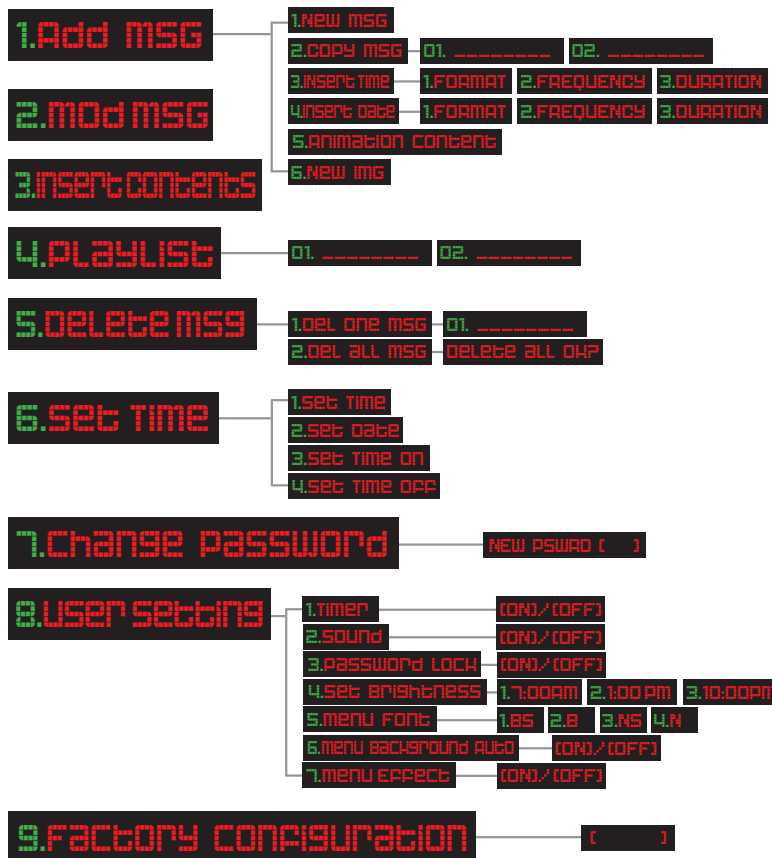 1.Add MSG
1.New MSG
2.COPY MSG 01. ________ 02. ________
3.Insert TIME 1.FORMAT 2.FREQUENCY 3.DURATION
2.MOd MSG
4.Insert Date 1.FORMAT 2.FREQUENCY 3.DURATION
5.Animation Content
3.Insert Contents
6.New IMG
4.Playlist 01. ________ 02. ________
5.Delete MSg
1.Del One MSG 01. ________
2.Del all MSG Delete all OK?
6.Set TIME
1.Set TIME
2.Set Date
3.Set TIME ON
4.Set TIME OFF
7.Change Password NEW PSWRD [ ]
8.User Setting
1.TIMer [ON]/[OFF]
2.SOUNd [ON]/[OFF]
3.PassWOrd LOCK [ON]/[OFF]
4.Set Brightness 1.7:00AM 2.1:00 PM 3.10:00PM
5.Menu Font 1.BS 2.B 3.NS 4.N
6.Menu BacKground AUTO [ON]/[OFF]
7.Menu Effect [ON]/[OFF]
9.Factory Configuration [ ]